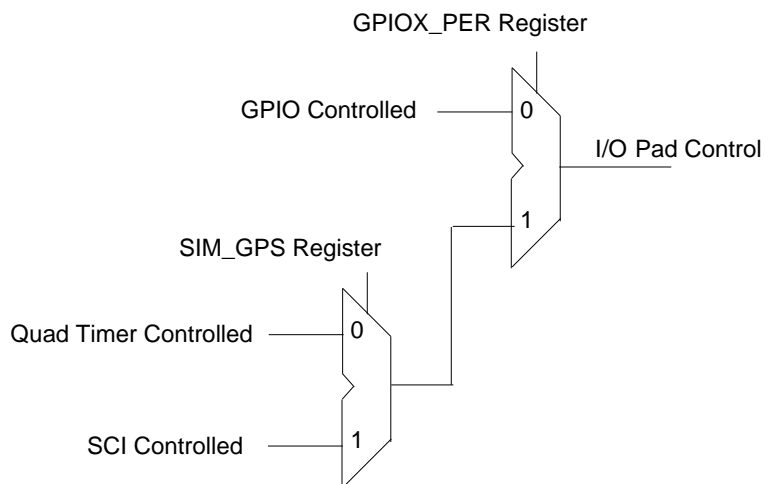 GPIOX_PER Register
GPIO Controlled
0
I/O Pad Control
1
SIM_GPS Register
Quad Timer Controlled
0
SCI Controlled
1